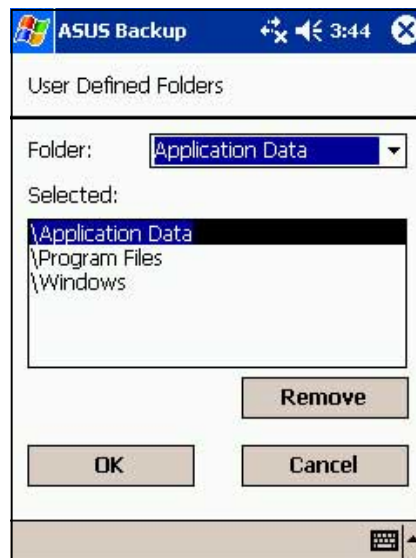 ASUS Backup 3:44
User Defined Folders
Folder: Application Data
Selected:
\Application Data
\Program Files
\Windows
Remove
OK Cancel